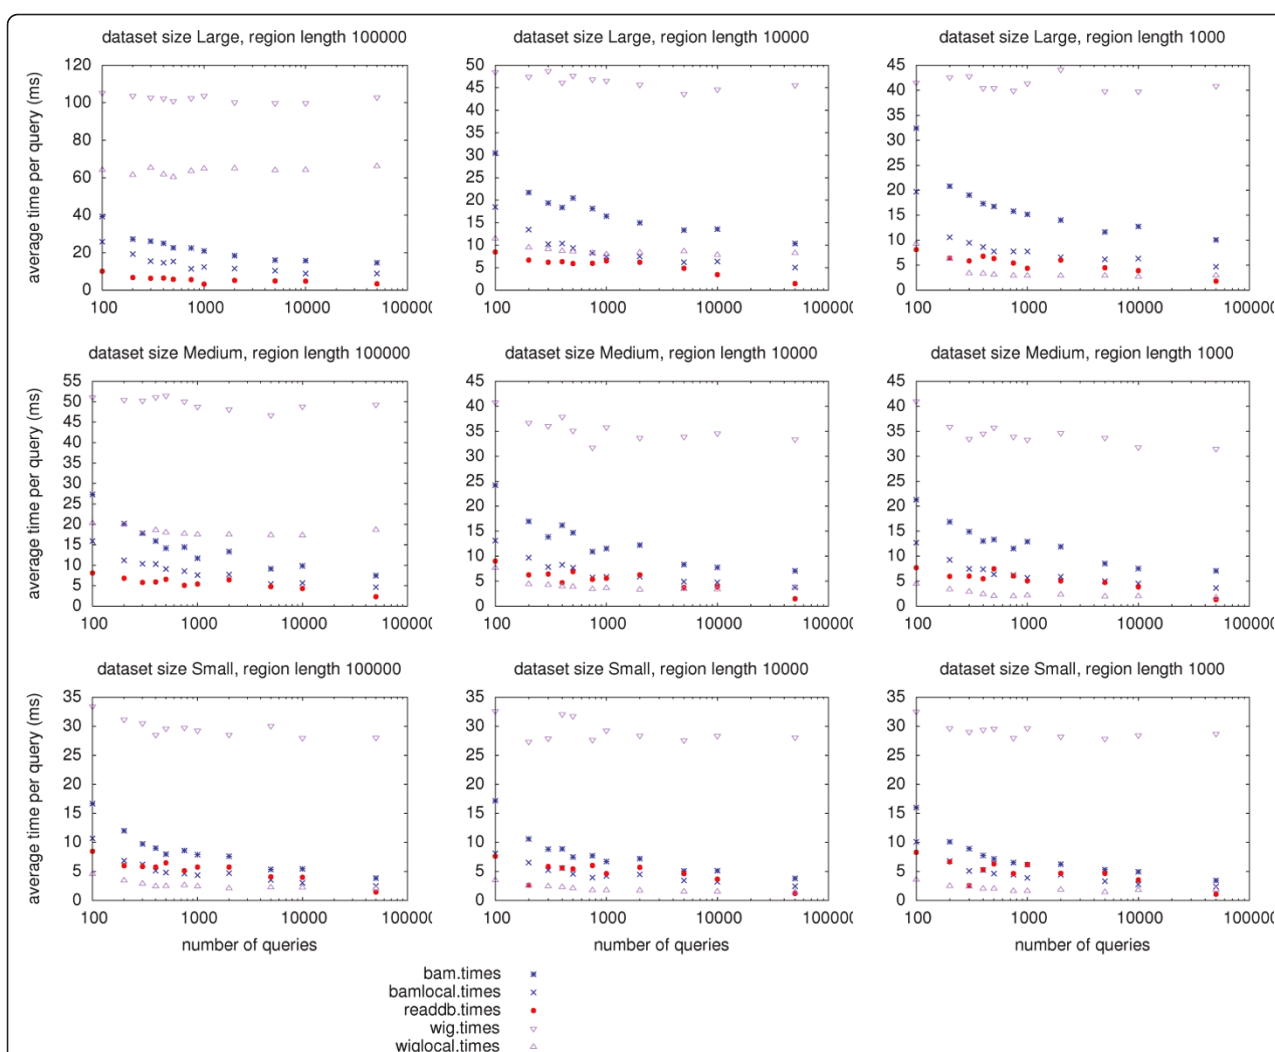 dataset size Large, region length 100000
average time per query (ms)
120
100
80
60
40
20
0
100 1000 10000 100000
dataset size Large, region length 10000
50
45
40
35
30
25
20
15
10
5
0
100 1000 10000 100000
dataset size Large, region length 1000
45
40
35
30
25
20
15
10
5
0
100 1000 10000 100000
dataset size Medium, region length 100000
average time per query (ms)
55
50
45
40
35
30
25
20
15
10
5
0
100 1000 10000 100000
dataset size Medium, region length 10000
45
40
35
30
25
20
15
10
5
0
100 1000 10000 100000
dataset size Medium, region length 1000
45
40
35
30
25
20
15
10
5
0
100 1000 10000 100000
dataset size Small, region length 100000
average time per query (ms)
35
30
25
20
15
10
5
0
100 1000 10000 100000
number of queries
dataset size Small, region length 10000
35
30
25
20
15
10
5
0
100 1000 10000 100000
number of queries
dataset size Small, region length 1000
35
30
25
20
15
10
5
0
100 1000 10000 100000
number of queries
bam.times
bamlocal.times
readdb.times
wig.times
wiglocal.times